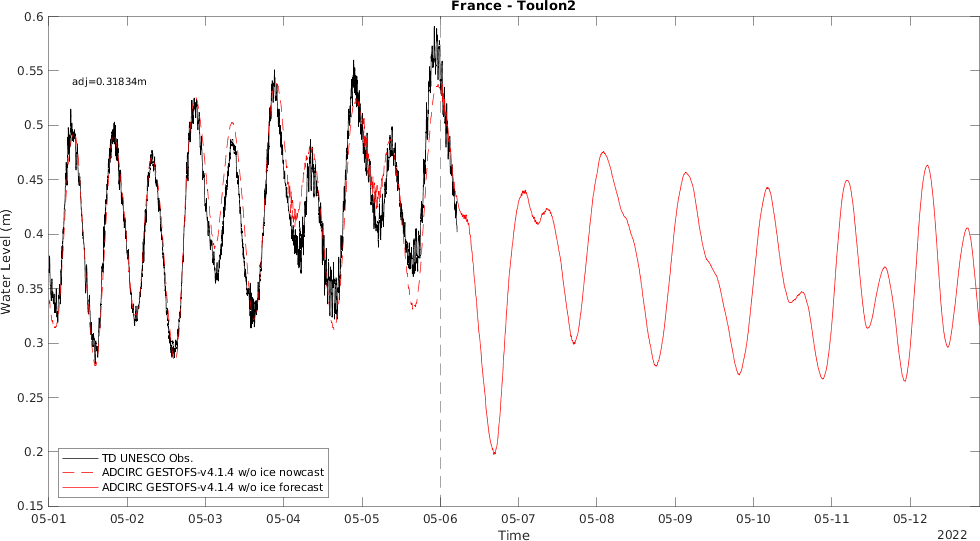 France - Toulon2
0.6
0.55
adj=0.31834m
0.5
0.45
0.4
0.35
0.3
0.25
0.2
0.15
Water Level (m)
TD UNESCO Obs.
ADCIRC GESTOFS-v4.1.4 w/o ice nowcast
ADCIRC GESTOFS-v4.1.4 w/o ice forecast
05-01 05-02 05-03 05-04 05-05 05-06 05-07 05-08 05-09 05-10 05-11 05-12
Time
2022